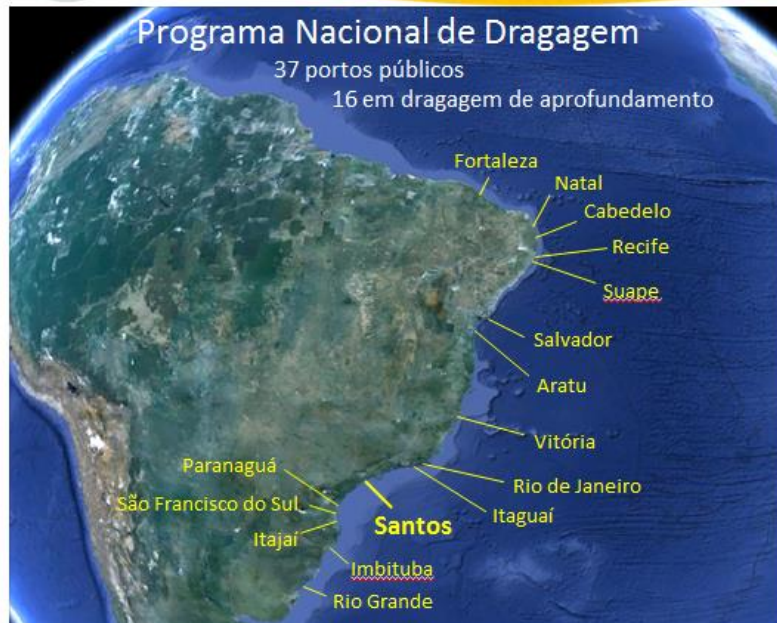 Programa Nacional de Dragagem
37 portos públicos
16 em dragagem de aprofundamento
Fortaleza
Natal
Cabedelo
Recife
Suape
Salvador
Aratu
Vitória
Paranaguá
Rio de Janeiro
São Francisco do Sul
Itaguaí
Santos
Itajaí
Imbituba
Rio Grande